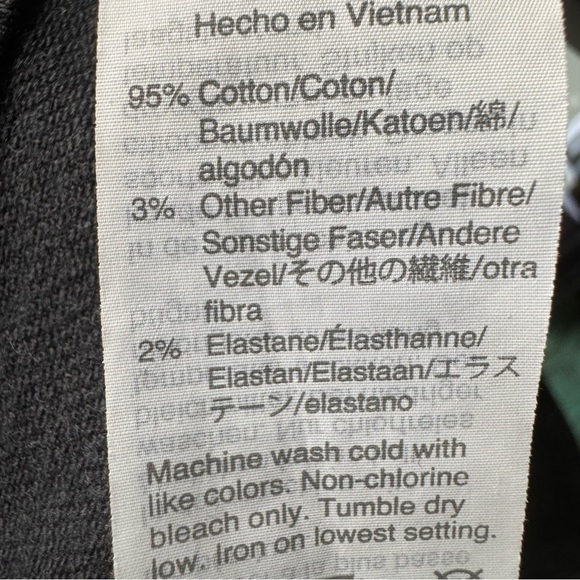 Hecho en Vietnam
95% Cotton/Coton/
Baumwolle/Katoen/綿/
algodón
3% Other Fiber/Autre Fibre/
Sonstige Faser/Andere
Vezel/その他の繊維/otra
fibra
2% Elastane/Élasthanne/
Elastan/Elastaan/エラス
テーン/elastano
Machine wash cold with
like colors. Non-chlorine
bleach only. Tumble dry
low. Iron on lowest setting.